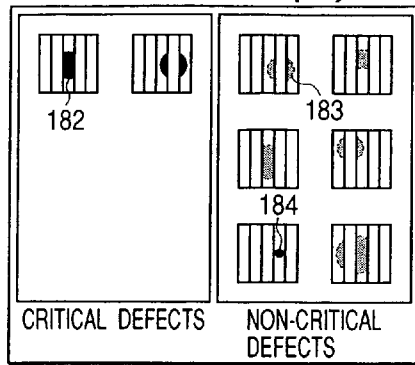 182
183
184
CRITICAL DEFECTS
NON-CRITICAL
DEFECTS